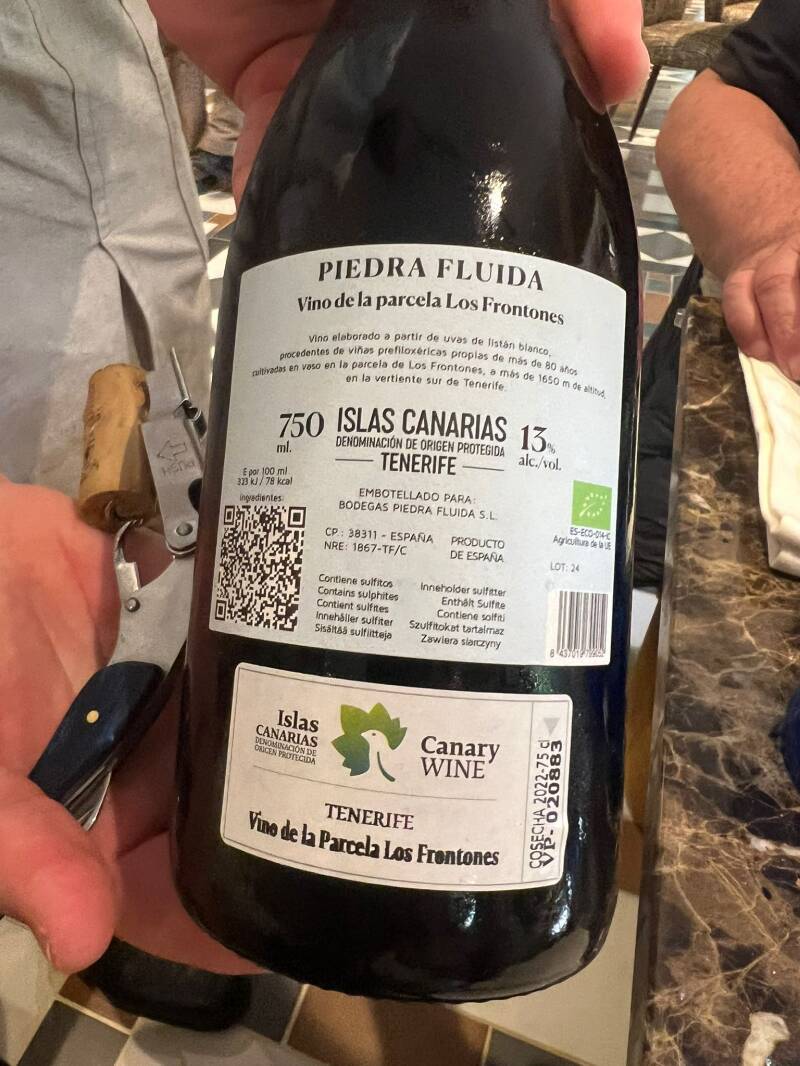 PIEDRA FLUIDA
Vino de la parcela Los Frontones
Vino elaborado a partir de uvas de listán blanco,
procedentes de viñas prefiloxéricas propias de más de 80 años
cultivadas en vaso en la parcela de Los Frontones, a más de 1650 m de altitud,
en la vertiente sur de Tenerife.
750 ml.
ISLAS CANARIAS
DENOMINACIÓN DE ORIGEN PROTEGIDA
TENERIFE
13% alc./vol.
E por 100 ml
323 kJ / 78 kcal
ingredientes:
EMBOTELLADO PARA:
BODEGAS PIEDRA FLUIDA S.L.
CP.: 38311 - ESPAÑA
NRE: 1867-TF/C
PRODUCTO
DE ESPAÑA
ES-ECO-014-IC
Agricultura de la UE
LOT: 24
Contiene sulfitos
Contains sulphites
Contient sulfites
Innehåller sulfiter
Sisältää sulfiitteja
Inneholder sulfitter
Enthält Sulfite
Contiene solfiti
Szulfitokat tartalmaz
Zawiera siarczyny
Islas
CANARIAS
DENOMINACIÓN DE
ORIGEN PROTEGIDA
Canary
WINE
TENERIFE
Vino de la Parcela Los Frontones
COSECHA 2022-75 cl
VP-020883
PUSH